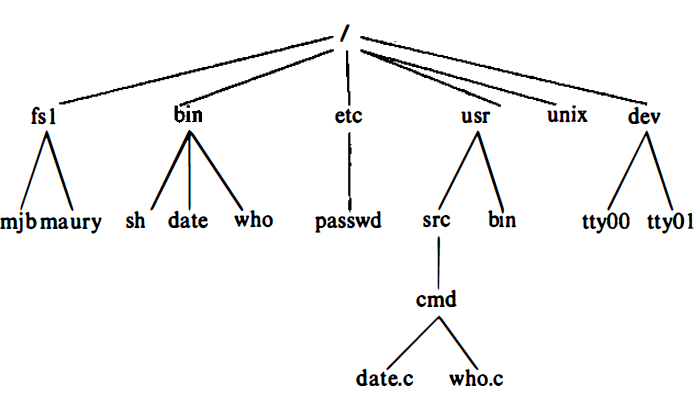 /
fs1 bin etc usr unix dev
mjb maury sh date who passwd src bin tty00 tty01
cmd
date.c who.c